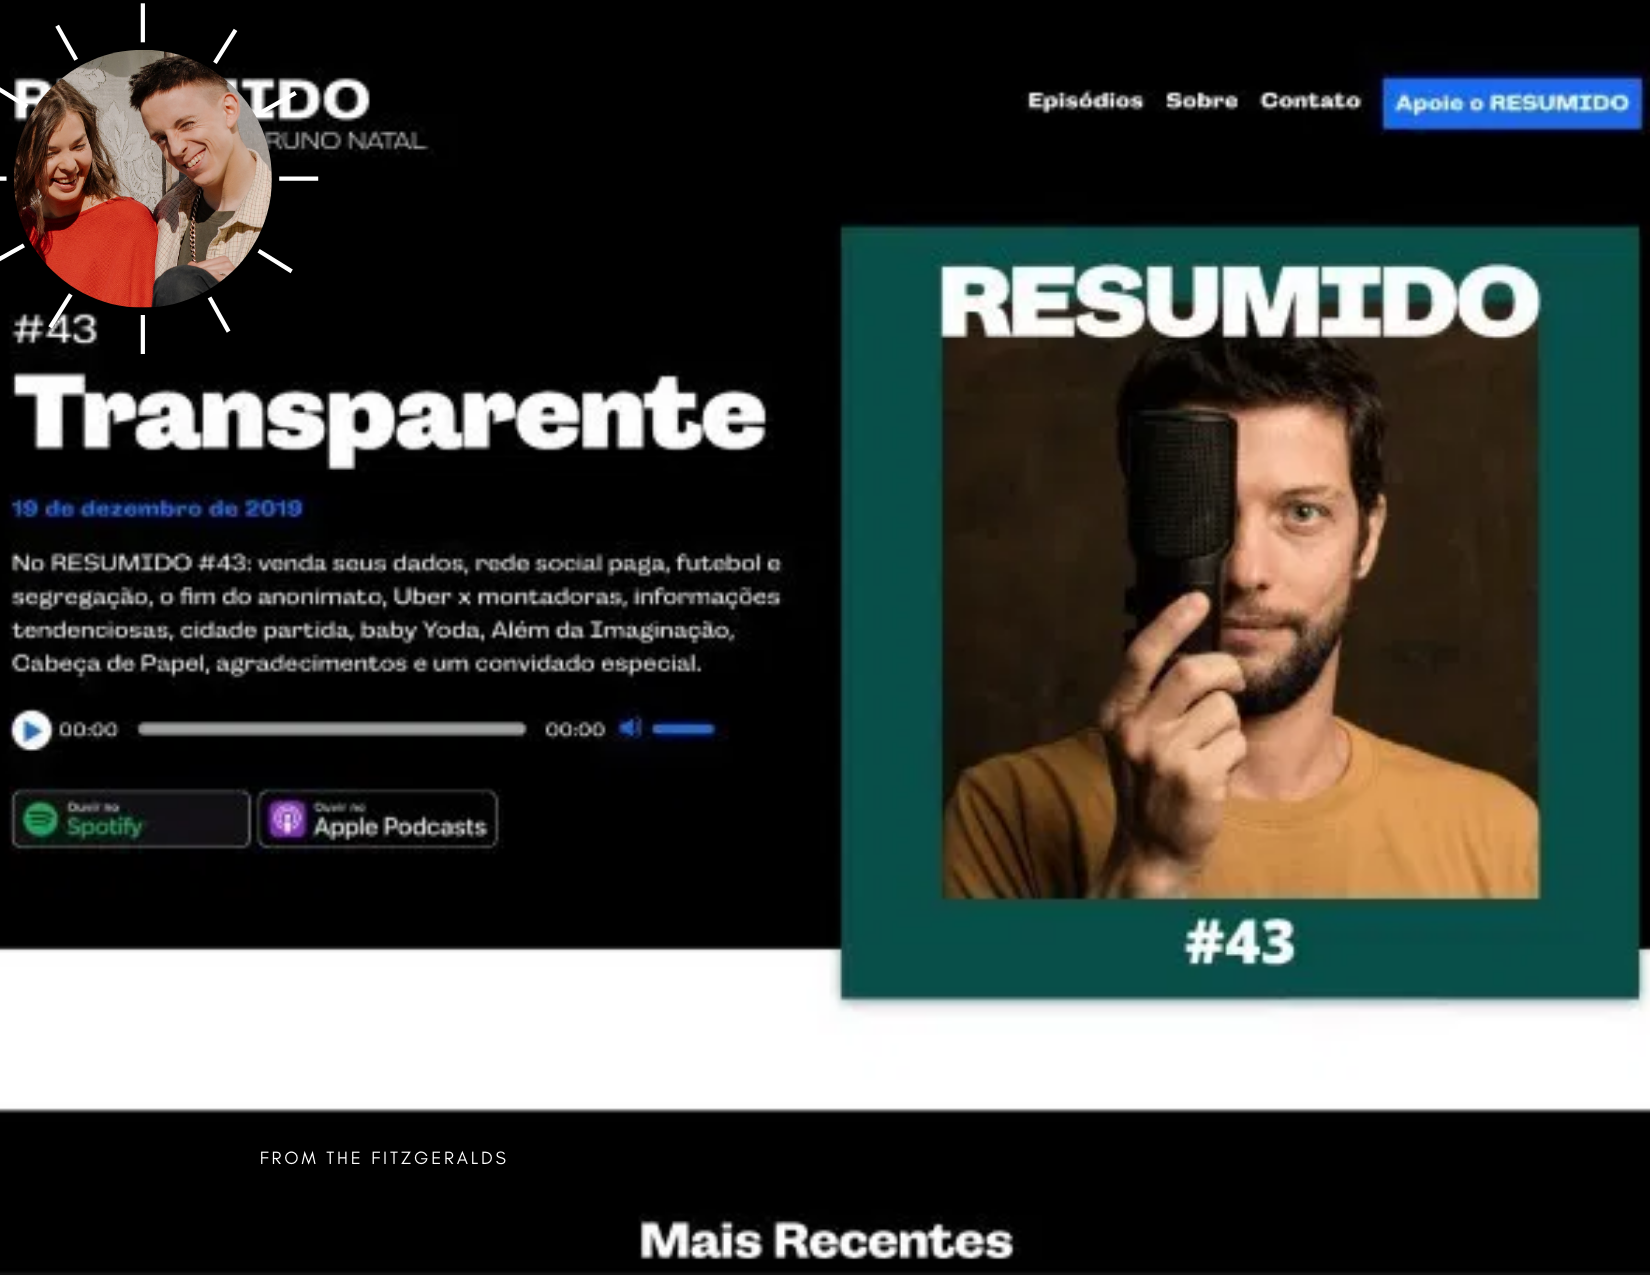 IDO
RUNO NATAL
Episódios Sobre Contato Apoie o RESUMIDO
#43
Transparente
19 de dezembro de 2019
No RESUMIDO #43: venda seus dados, rede social paga, futebol e
segregação, o fim do anonimato, Uber x montadoras, informações
tendenciosas, cidade partida, baby Yoda, Além da Imaginação,
Cabeça de Papel, agradecimentos e um convidado especial.
00:00 00:00
Ouvir no
Spotify
Ouvir no
Apple Podcasts
RESUMIDO
#43
FROM THE FITZGERALDS
Mais Recentes